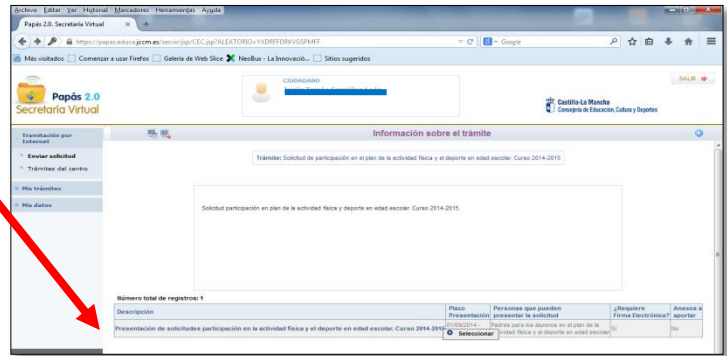 Archivo Editar Ver Historial Marcadores Herramientas Ayuda
Papás 2.0. Secretaría Virtual
https://papas.educa.jccm.es/secvir/jsp/CEC.jsp?ALEATORIO=
Google
Más visitados Comenzar a usar Firefox Galería de Web Slice NeoBux - La Innovació... Sitios sugeridos
Papás 2.0
Secretaría Virtual
CIUDADANO
Castilla-La Mancha
Consejería de Educación, Cultura y Deportes
SALIR
Tramitación por Internet
Enviar solicitud
Trámites del centro
Mis trámites
Mis datos
Información sobre el trámite
Trámite: Solicitud de participación en el plan de la actividad física y el deporte en edad escolar. Curso 2014-2015
Solicitud participación en plan de la actividad física y deporte en edad escolar. Curso 2014-2015.
Número total de registros: 1
Descripción
Plazo Presentación
Personas que pueden presentar la solicitud
¿Requiere Firma Electrónica?
Anexos a aportar
Presentación de solicitudes participación en la actividad física y el deporte en edad escolar. Curso 2014-2015
01/09/2014 -
Seleccionar
Padres para los alumnos en el plan de la
actividad física y el deporte en edad escolar
Sí
No